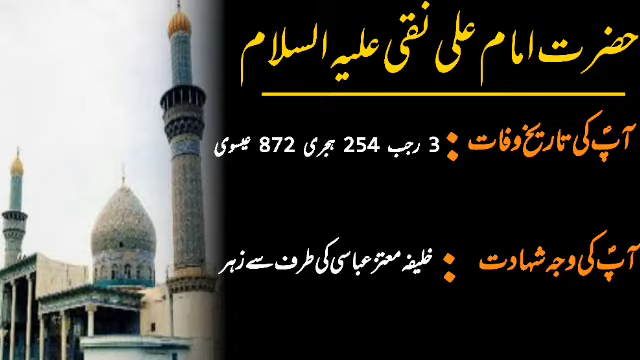 حضرت امام علی نقی علیہ السلام
آپؑ کی تاریخ وفات : 3 رجب 254 ہجری 872 عیسوی
آپؑ کی وجہ شہادت : خلیفہ معتز عباسی کی طرف سے زہر